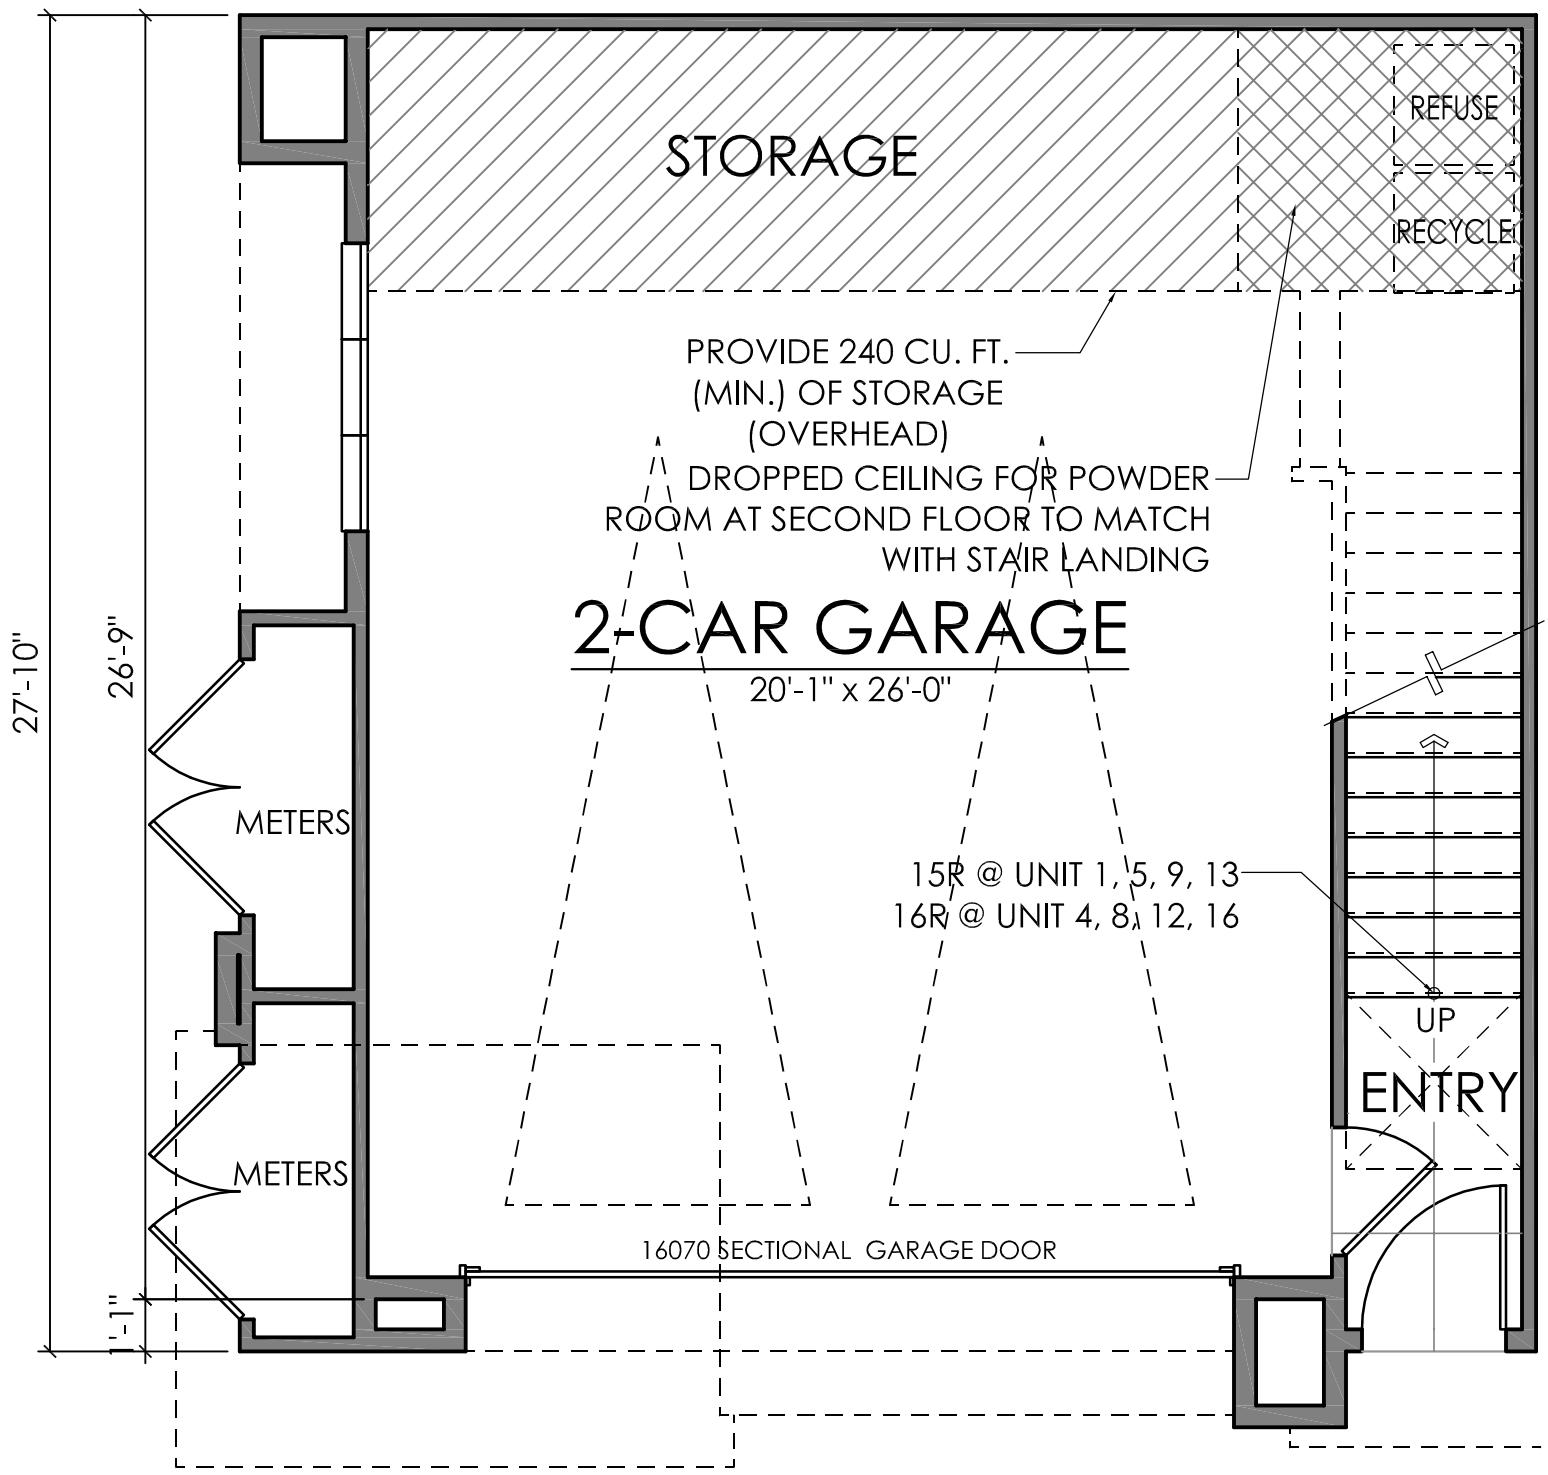 REFUSE
STORAGE
RECYCLE
PROVIDE 240 CU. FT.
(MIN.) OF STORAGE
(OVERHEAD)
DROPPED CEILING FOR POWDER
ROOM AT SECOND FLOOR TO MATCH
WITH STAIR LANDING
2-CAR GARAGE
20'-1" x 26'-0"
27'-10"
26'-9"
METERS
15R @ UNIT 1, 5, 9, 13
16R @ UNIT 4, 8, 12, 16
UP
ENTRY
METERS
16070 SECTIONAL GARAGE DOOR
1'-1"